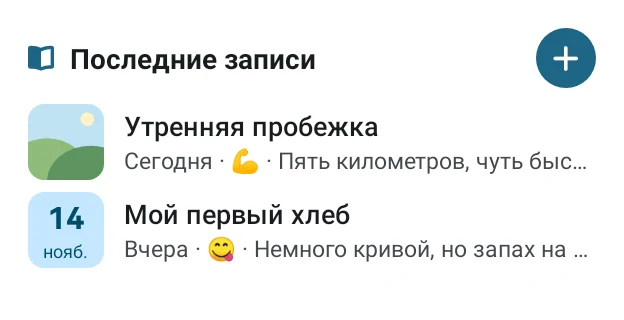 Последние записи
Утренняя пробежка
Сегодня · 💪 · Пять километров, чуть быс...
14
нояб.
Мой первый хлеб
Вчера · 😋 · Немного кривой, но запах на ...